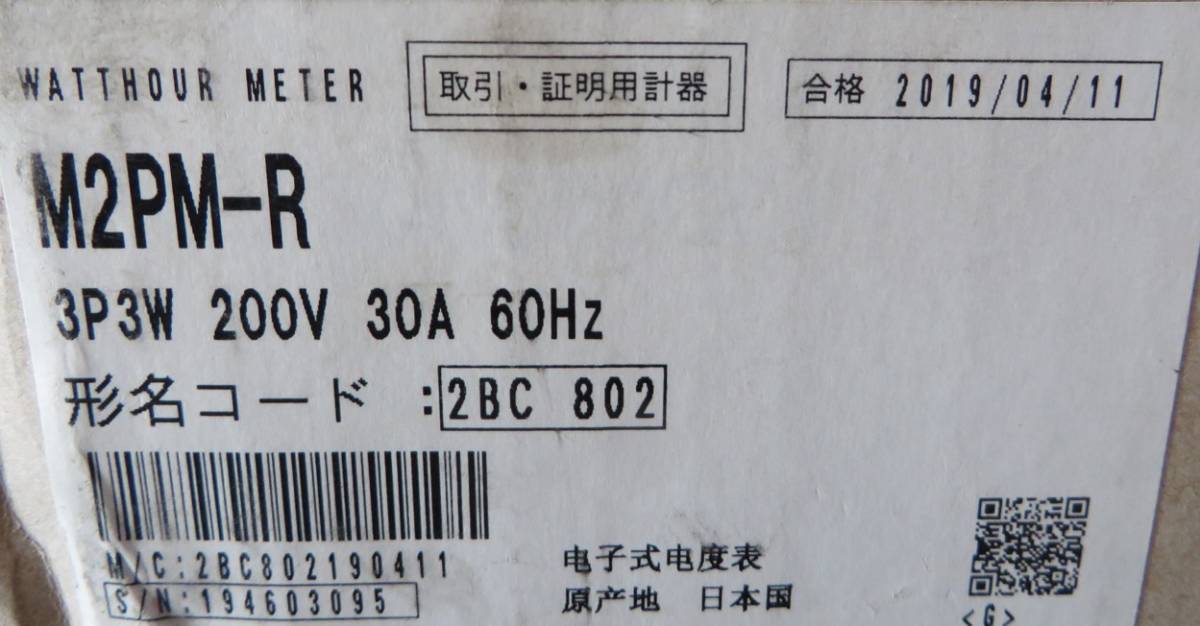 WATTHOUR METER 取引・証明用計器 合格 2019/04/11
M2PM-R
3P3W 200V 30A 60Hz
形名コード :2BC 802
M/C:2BC802190411
S/N:194603095
电子式电度表
原产地 日本国
<G>